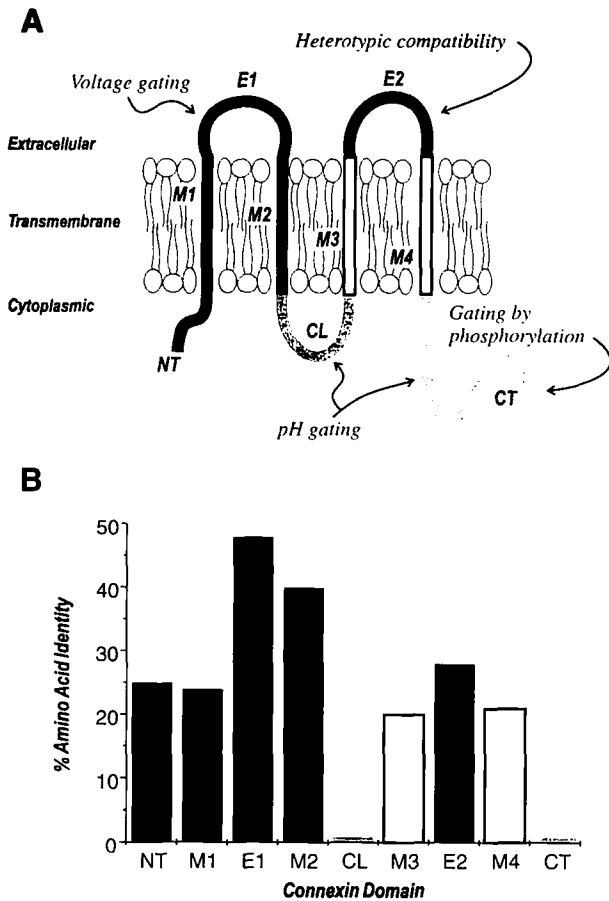 A
Heterotypic compatibility
Voltage gating
E1
E2
Extracellular
M1
M2
Transmembrane
M3
M4
Cytoplasmic
NT
CL
Gating by
phosphorylation
CT
pH gating
B
% Amino Acid Identity
50
40
30
20
10
0
NT M1 E1 M2 CL M3 E2 M4 CT
Connexin Domain